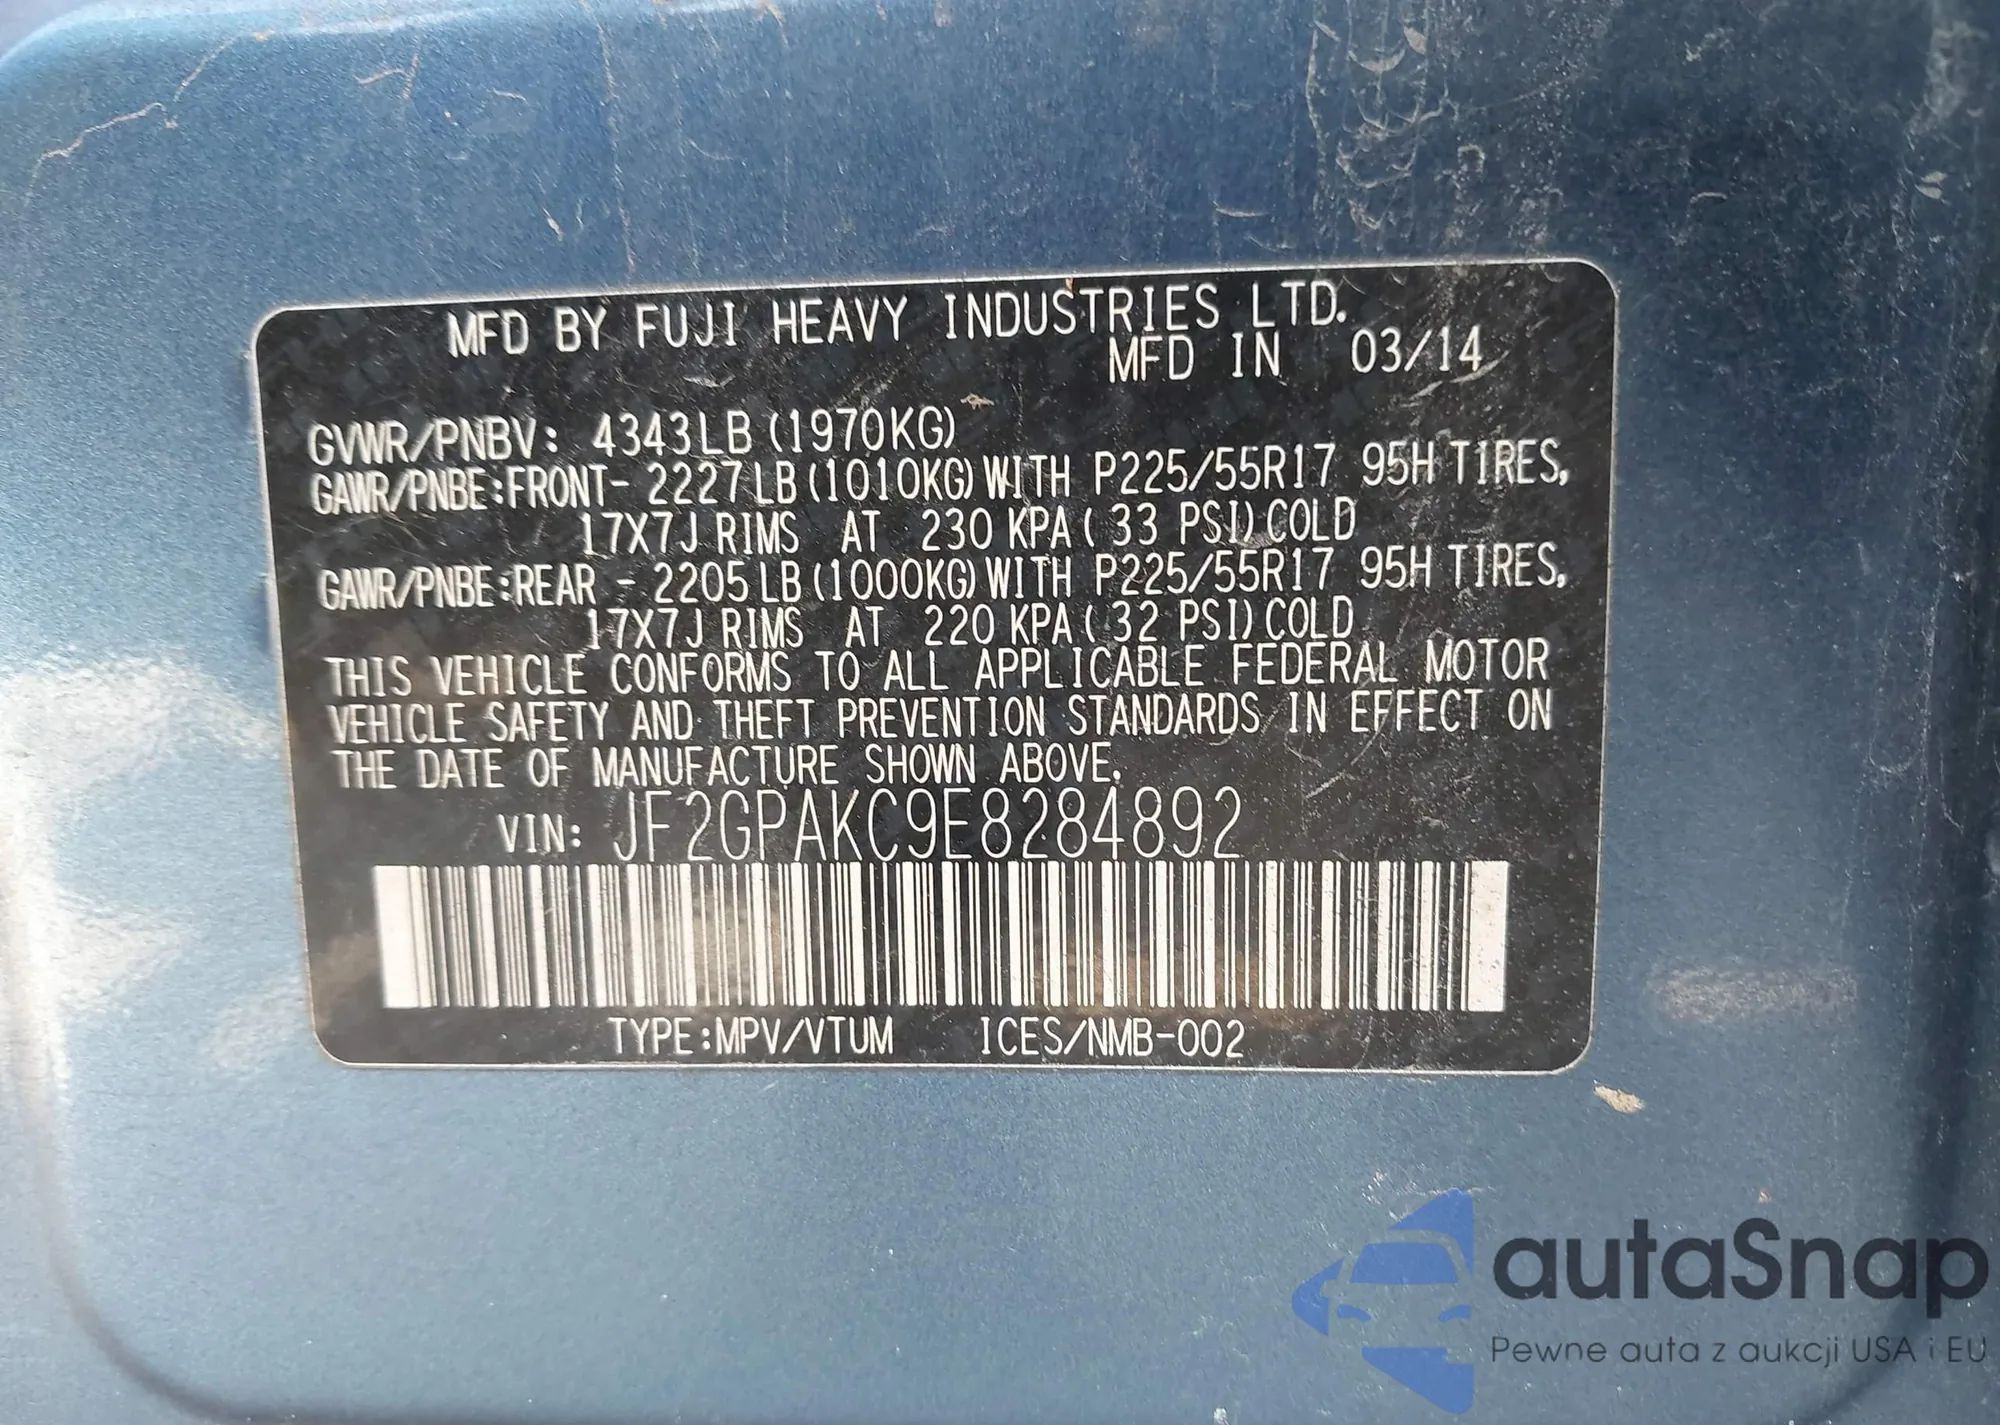 MFD BY FUJI HEAVY INDUSTRIES LTD.
MFD IN 03/14
GVWR/PNBV: 4343LB (1970KG)
GAWR/PNBE:FRONT- 2227LB (1010KG) WITH P225/55R17 95H TIRES,
17X7J RIMS AT 230 KPA ( 33 PSI) COLD
GAWR/PNBE:REAR - 2205LB (1000KG) WITH P225/55R17 95H TIRES,
17X7J RIMS AT 220 KPA ( 32 PSI) COLD
THIS VEHICLE CONFORMS TO ALL APPLICABLE FEDERAL MOTOR
VEHICLE SAFETY AND THEFT PREVENTION STANDARDS IN EFFECT ON
THE DATE OF MANUFACTURE SHOWN ABOVE.
VIN: JF2GPAKC9E8284892
TYPE:MPV/VTUM ICES/NMB-002
autaSnap
Pewne auta z aukcji USA i EU